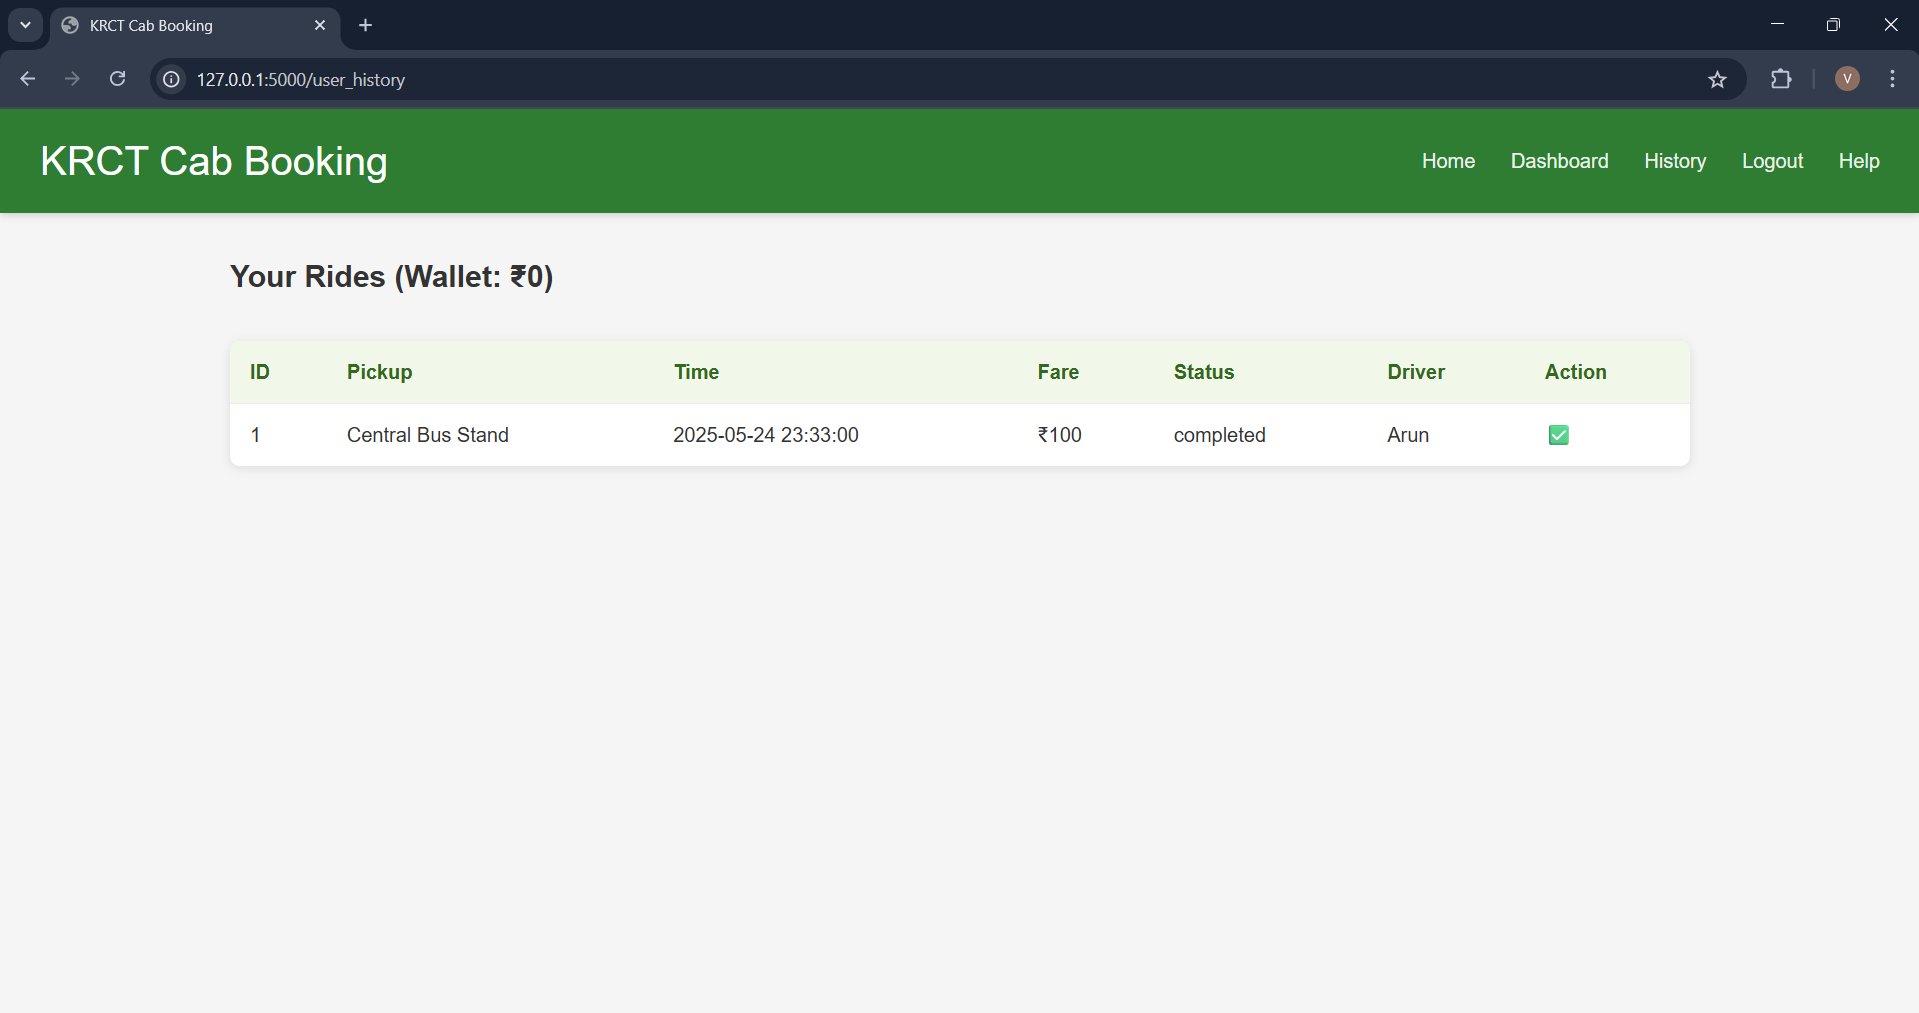 KRCT Cab Booking
127.0.0.1:5000/user_history
V
KRCT Cab Booking
Home Dashboard History Logout Help
Your Rides (Wallet: ₹0)
ID Pickup Time Fare Status Driver Action
1 Central Bus Stand 2025-05-24 23:33:00 ₹100 completed Arun ✅